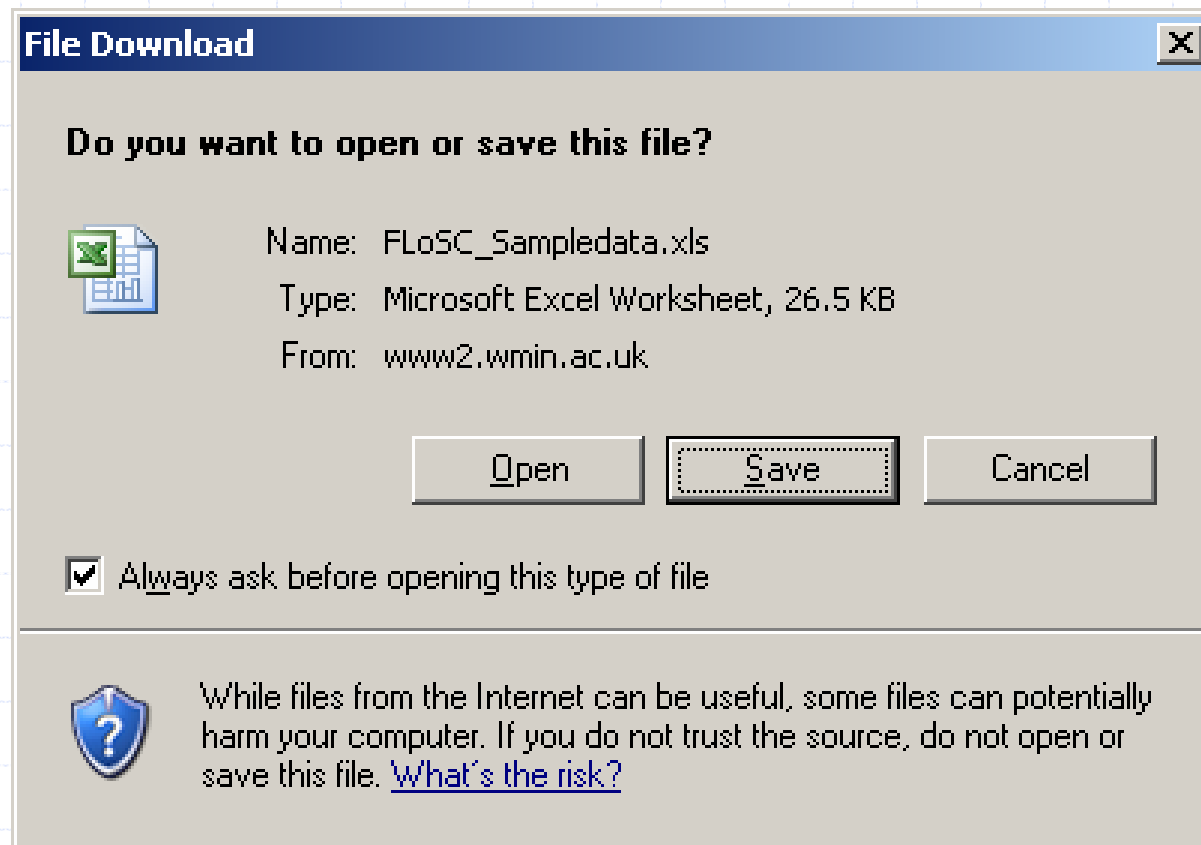 File Download
Do you want to open or save this file?
Name: FLoSC_Sampledata.xls
Type: Microsoft Excel Worksheet, 26.5 KB
From: www2.wmin.ac.uk
Open Save Cancel
Always ask before opening this type of file
While files from the Internet can be useful, some files can potentially
harm your computer. If you do not trust the source, do not open or
save this file. What's the risk?